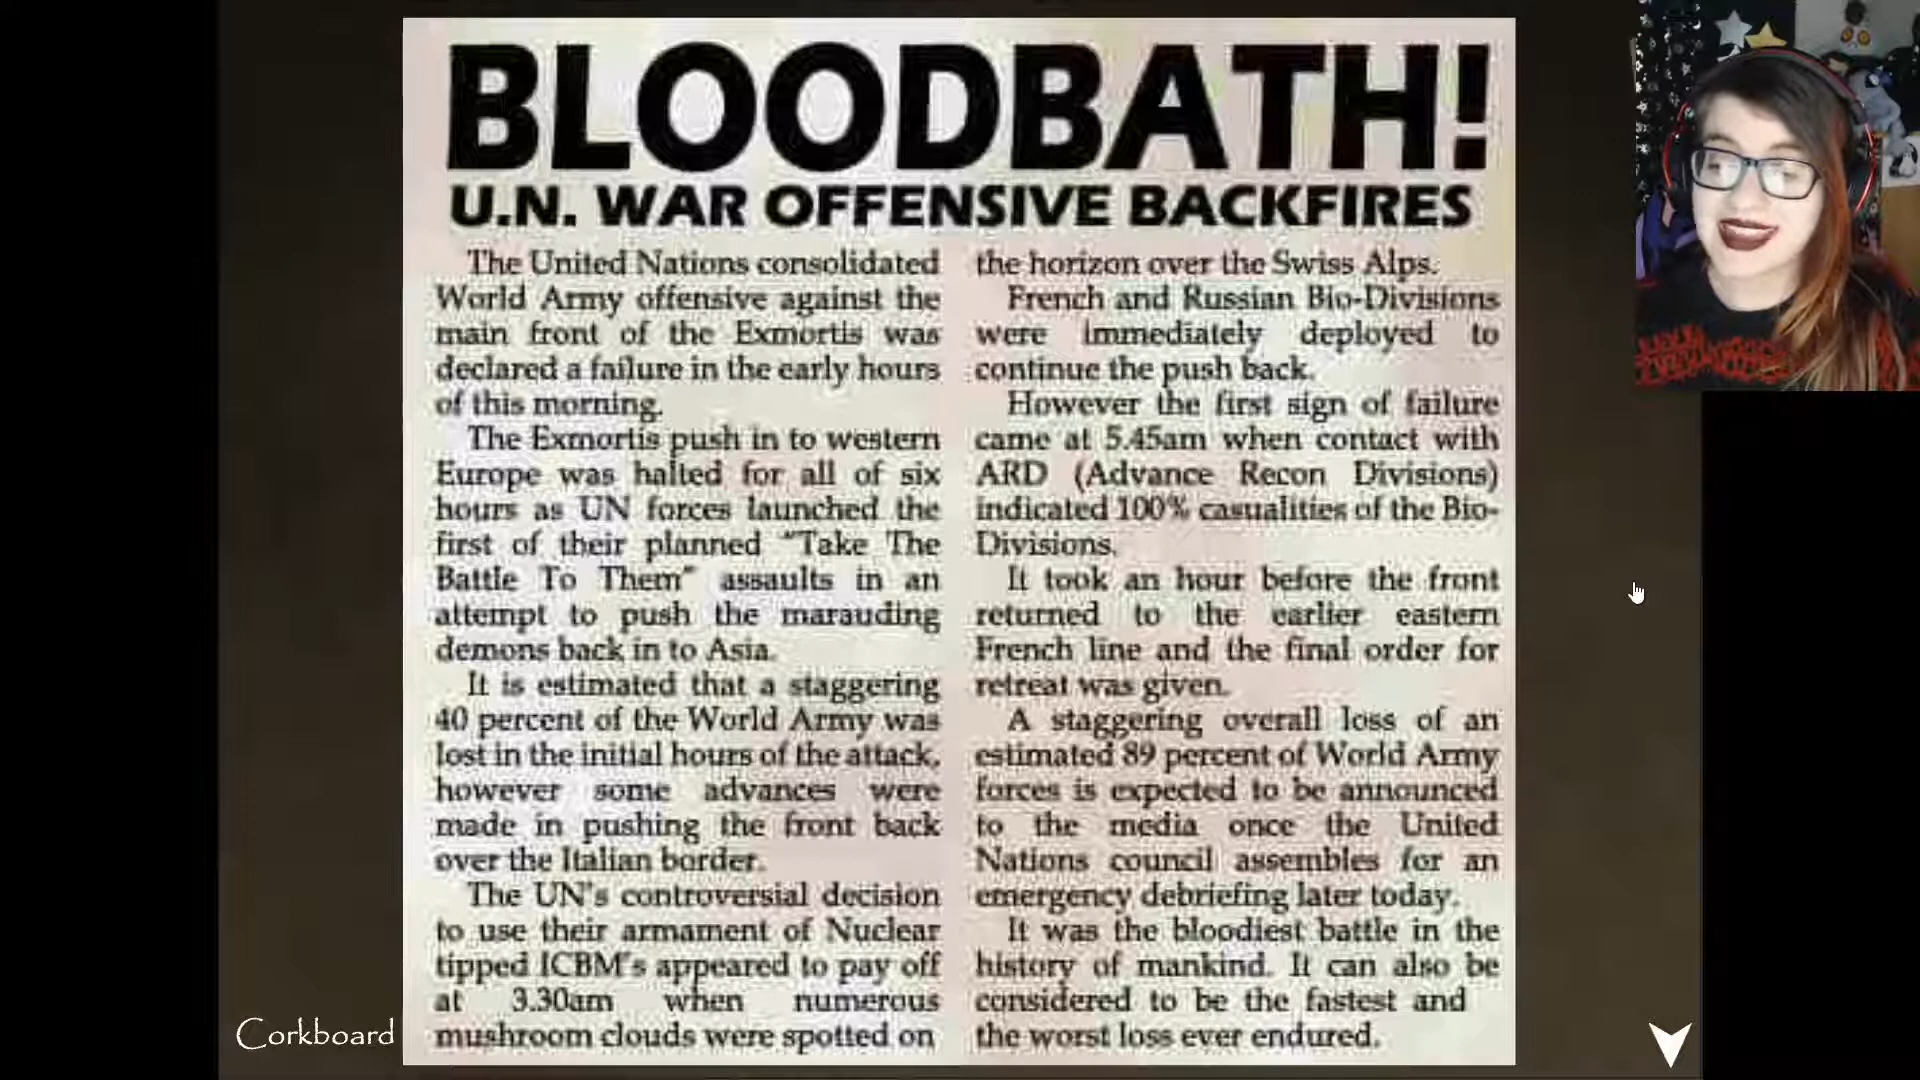 BLOODBATH!
U.N. WAR OFFENSIVE BACKFIRES
The United Nations consolidated
World Army offensive against the
main front of the Exmortis was
declared a failure in the early hours
of this morning.
The Exmortis push in to western
Europe was halted for all of six
hours as UN forces launched the
first of their planned "Take The
Battle To Them" assaults in an
attempt to push the marauding
demons back in to Asia.
It is estimated that a staggering
40 percent of the World Army was
lost in the initial hours of the attack,
however some advances were
made in pushing the front back
over the Italian border.
The UN's controversial decision
to use their armament of Nuclear
tipped ICBM's appeared to pay off
at 3.30am when numerous
mushroom clouds were spotted on
the horizon over the Swiss Alps.
French and Russian Bio-Divisions
were immediately deployed to
continue the push back.
However the first sign of failure
came at 5.45am when contact with
ARD (Advance Recon Divisions)
indicated 100% casualities of the Bio-
Divisions.
It took an hour before the front
returned to the earlier eastern
French line and the final order for
retreat was given.
A staggering overall loss of an
estimated 89 percent of World Army
forces is expected to be announced
to the media once the United
Nations council assembles for an
emergency debriefing later today.
It was the bloodiest battle in the
history of mankind. It can also be
considered to be the fastest and
the worst loss ever endured.
Corkboard